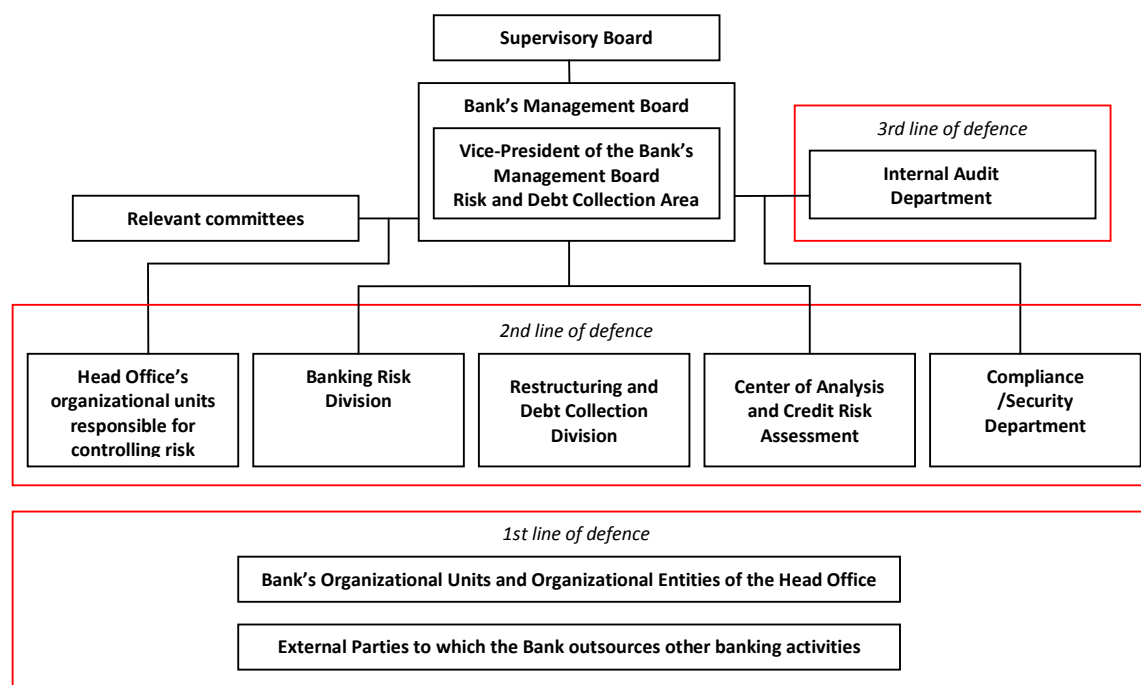 Supervisory Board
Bank’s Management Board
Vice-President of the Bank’s
Management Board
Risk and Debt Collection Area
3rd line of defence
Internal Audit
Department
Relevant committees
2nd line of defence
Head Office’s
organizational units
responsible for
controlling risk
Banking Risk
Division
Restructuring and
Debt Collection
Division
Center of Analysis
and Credit Risk
Assessment
Compliance
/Security
Department
1st line of defence
Bank’s Organizational Units and Organizational Entities of the Head Office
External Parties to which the Bank outsources other banking activities